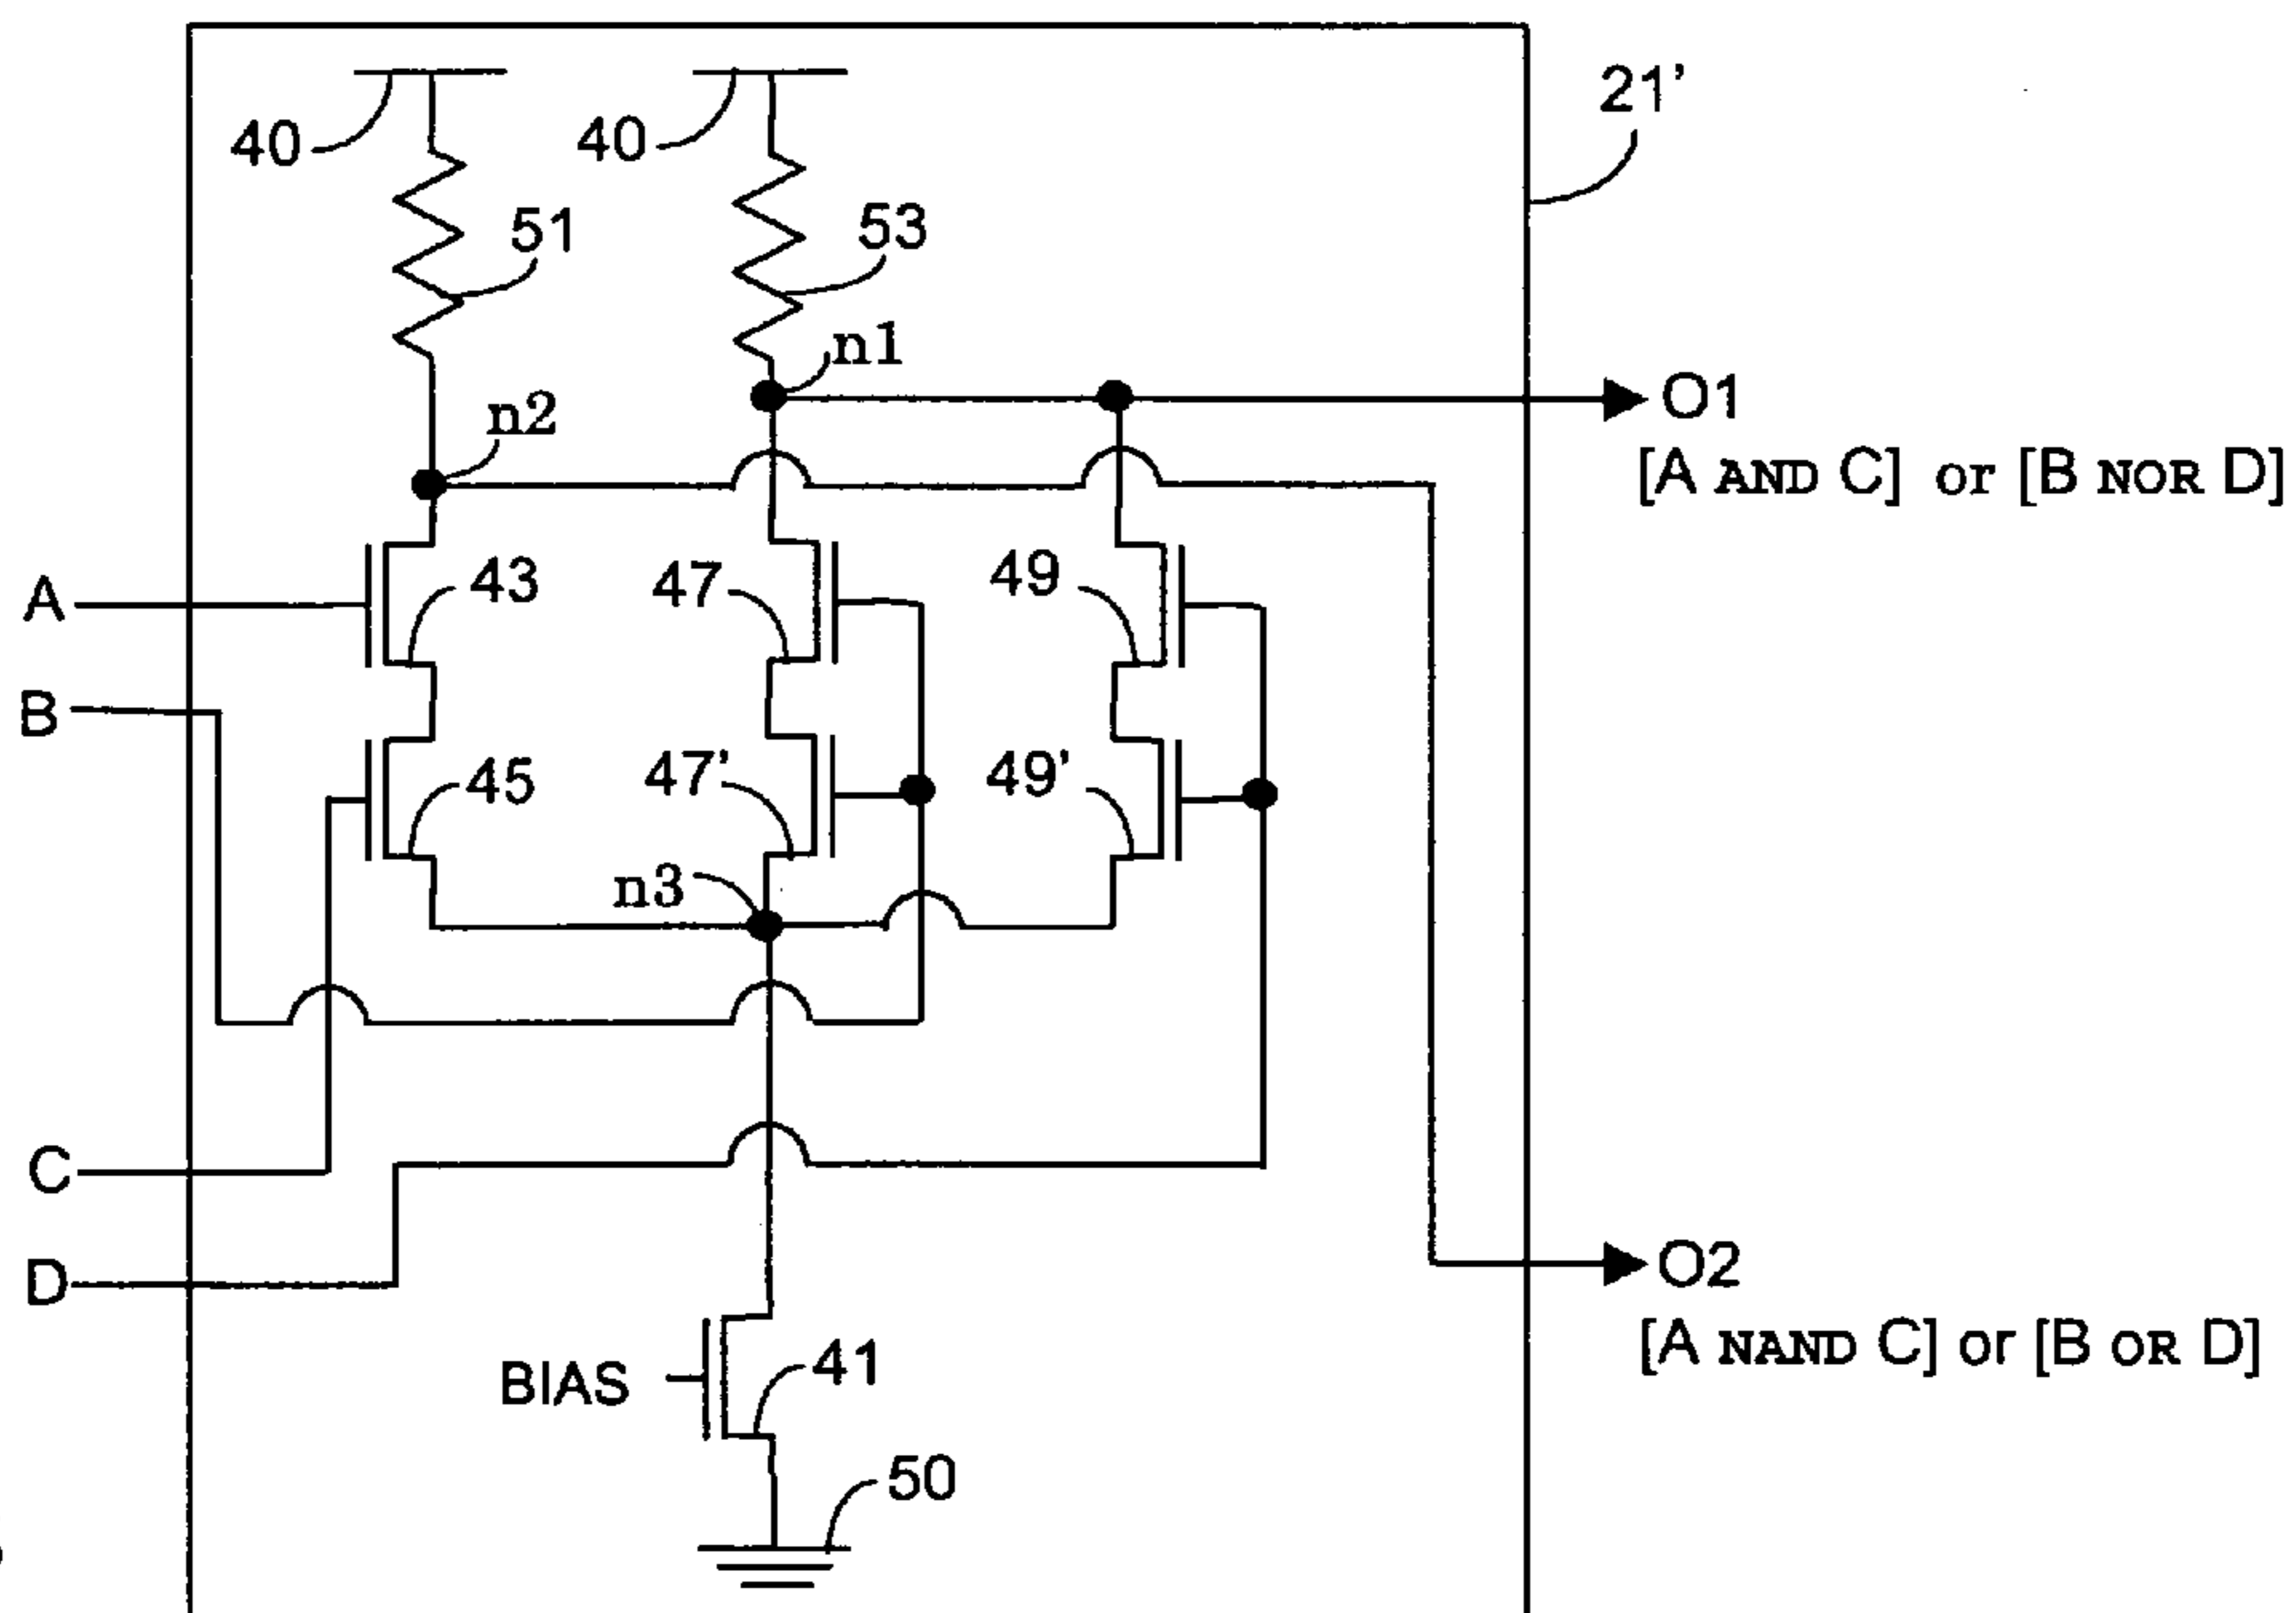 21'
40
40
51
53
n1
n2
O1
[A AND C] or [B NOR D]
A
43
47
49
B
45
47'
49'
n3
C
D
O2
[A NAND C] or [B OR D]
BIAS
41
50